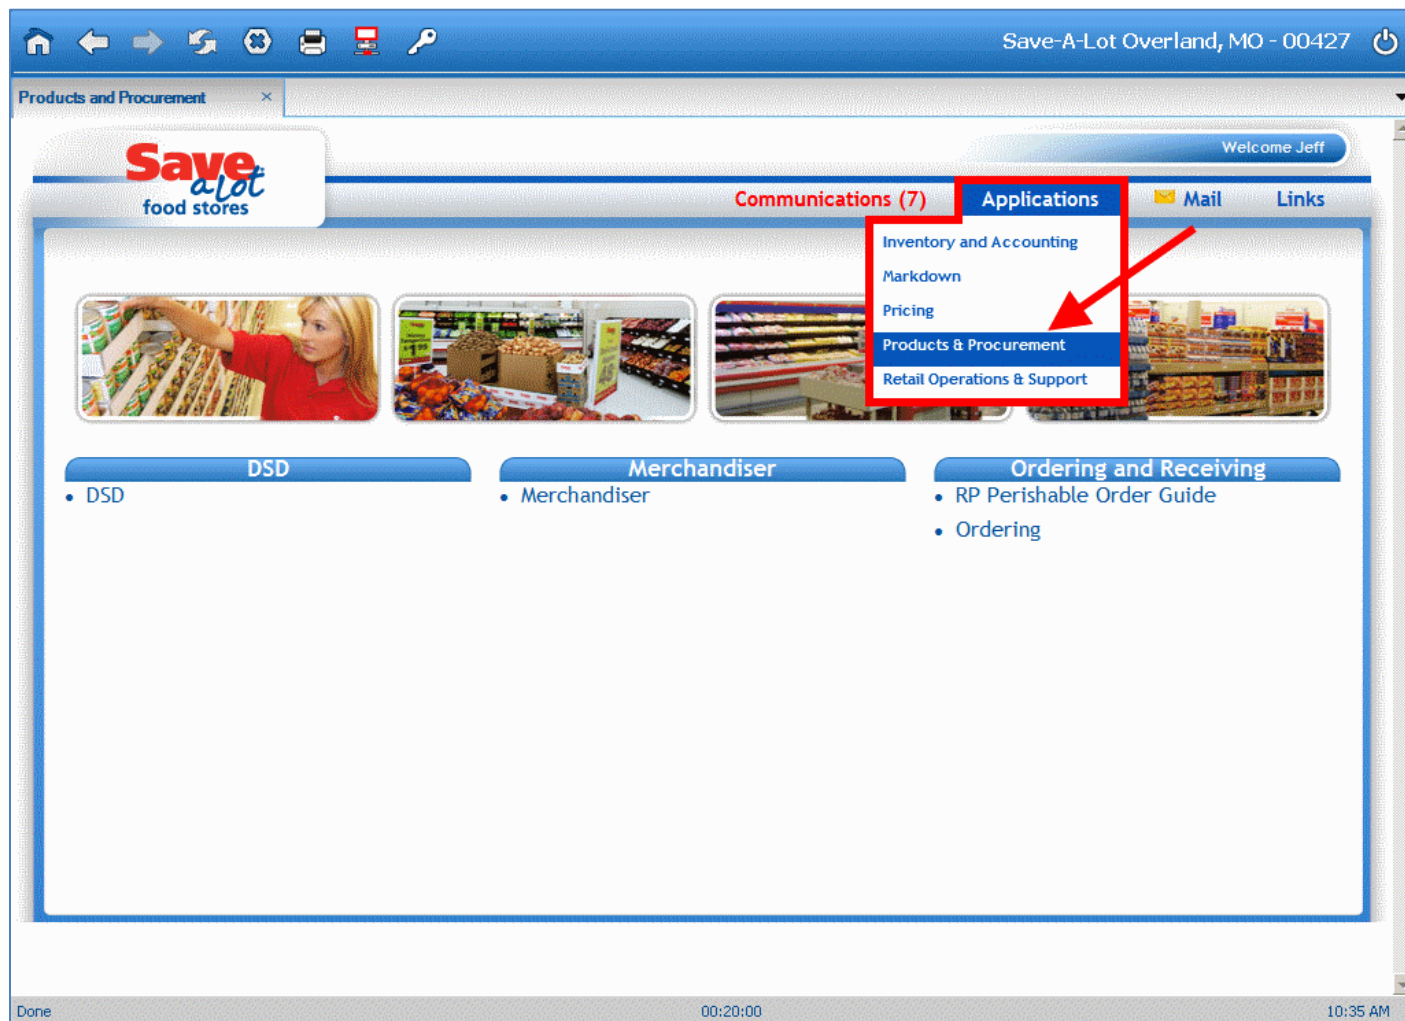 Save-A-Lot Overland, MO - 00427
Products and Procurement
Welcome Jeff
Save
a lot
food stores
Communications (7)
Applications
Mail
Links
Inventory and Accounting
Markdown
Pricing
Products & Procurement
Retail Operations & Support
DSD
Merchandiser
Ordering and Receiving
DSD
Merchandiser
RP Perishable Order Guide
Ordering
Done
00:20:00
10:35 AM